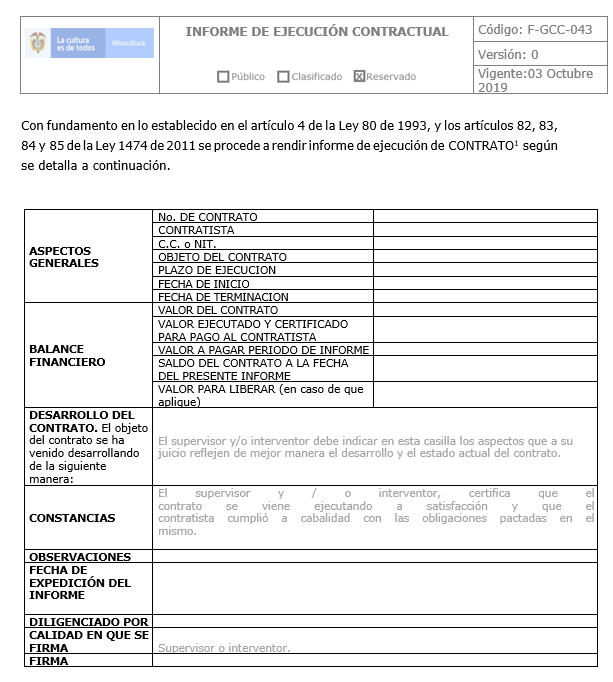 La cultura
es de todos
Mincultura
INFORME DE EJECUCIÓN CONTRACTUAL
Público Clasificado Reservado
Código: F-GCC-043
Versión: 0
Vigente:03 Octubre
2019
Con fundamento en lo establecido en el artículo 4 de la Ley 80 de 1993, y los artículos 82, 83,
84 y 85 de la Ley 1474 de 2011 se procede a rendir informe de ejecución de CONTRATO¹ según
se detalla a continuación.
ASPECTOS
GENERALES
No. DE CONTRATO
CONTRATISTA
C.C. o NIT.
OBJETO DEL CONTRATO
PLAZO DE EJECUCION
FECHA DE INICIO
FECHA DE TERMINACION
BALANCE
FINANCIERO
VALOR DEL CONTRATO
VALOR EJECUTADO Y CERTIFICADO
PARA PAGO AL CONTRATISTA
VALOR A PAGAR PERIODO DE INFORME
SALDO DEL CONTRATO A LA FECHA
DEL PRESENTE INFORME
VALOR PARA LIBERAR (en caso de que
aplique)
DESARROLLO DEL
CONTRATO. El objeto
del contrato se ha
venido desarrollando
de la siguiente
manera:
El supervisor y/o interventor debe indicar en esta casilla los aspectos que a su
juicio reflejen de mejor manera el desarrollo y el estado actual del contrato.
CONSTANCIAS
El supervisor y / o interventor, certifica que el
contrato se viene ejecutando a satisfacción y que el
contratista cumplió a cabalidad con las obligaciones pactadas en el
mismo.
OBSERVACIONES
FECHA DE
EXPEDICIÓN DEL
INFORME
DILIGENCIADO POR
CALIDAD EN QUE SE
FIRMA
Supervisor o interventor.
FIRMA